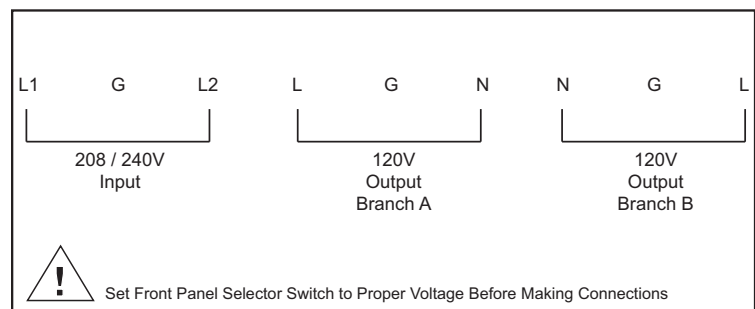 L1 G L2 L G N N G L
208 / 240V 120V 120V
Input Output Output
Branch A Branch B
! Set Front Panel Selector Switch to Proper Voltage Before Making Connections